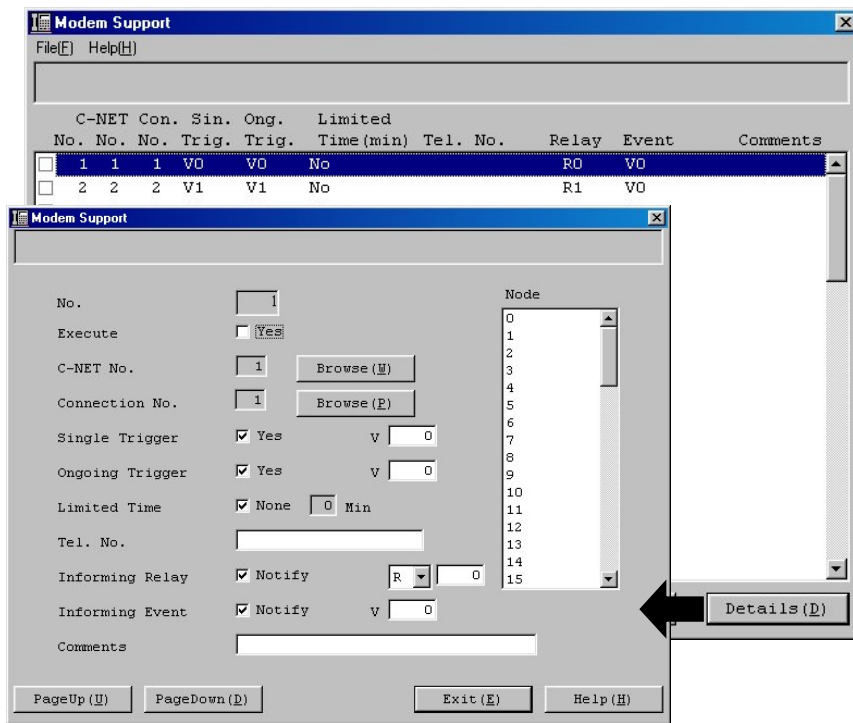 Modem Support
File(F) Help(H)
C-NET Con. Sin. Ong. Limited
No. No. No. Trig. Trig. Time(min) Tel. No. Relay Event Comments
1 1 1 V0 V0 No R0 V0
2 2 2 V1 V1 No R1 V0
Details(D)
Modem Support
No. 1
Execute Yes
C-NET No. 1 Browse(W)
Connection No. 1 Browse(P)
Single Trigger Yes V 0
Ongoing Trigger Yes V 0
Limited Time None 0 Min
Tel. No.
Informing Relay Notify R 0
Informing Event Notify V 0
Comments
Node
0
1
2
3
4
5
6
7
8
9
10
11
12
13
14
15
PageUp(U) PageDown(D) Exit(E) Help(H)